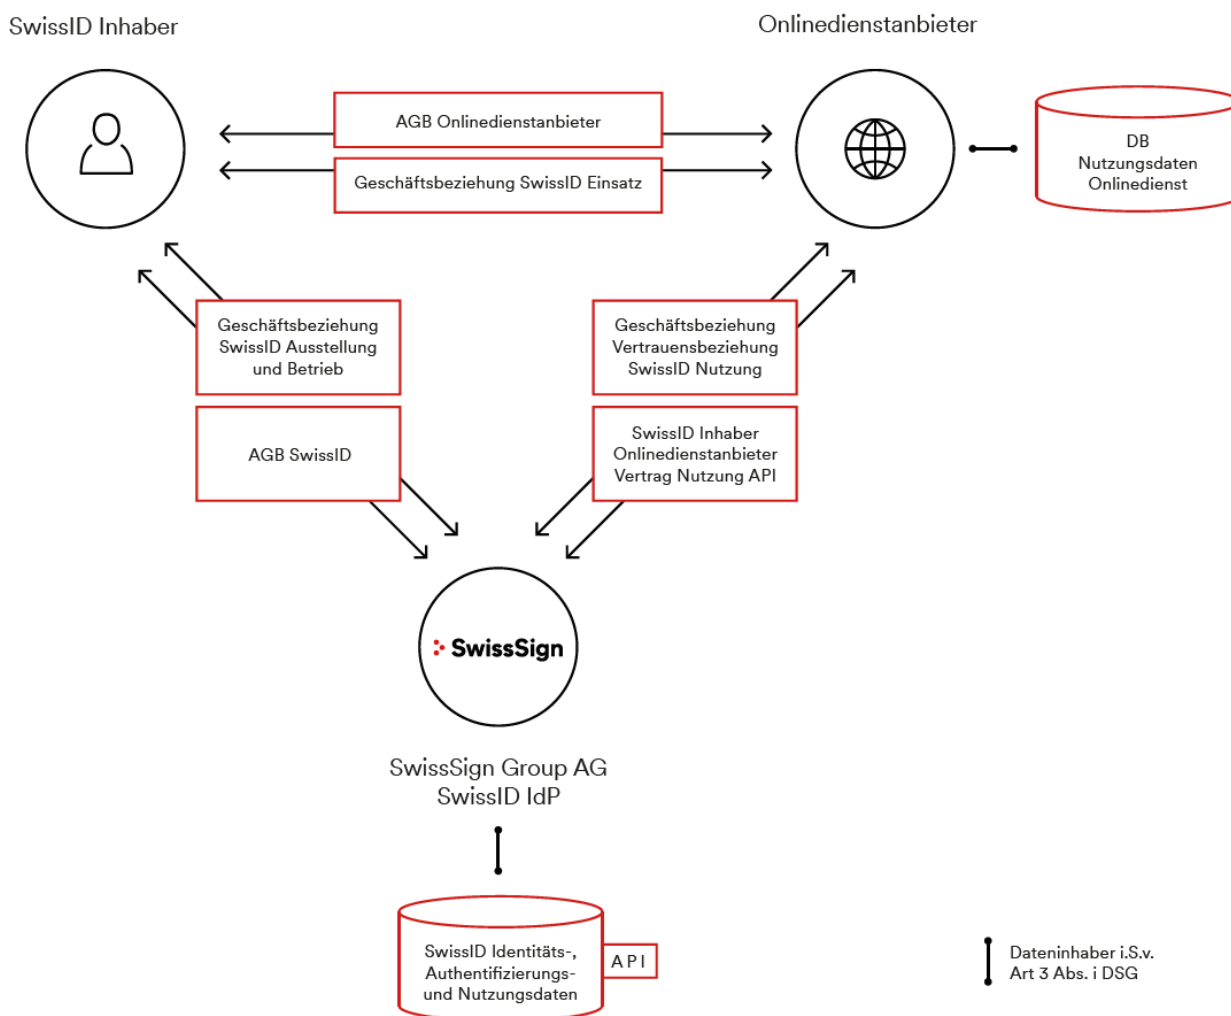 SwissID Inhaber
Onlinedienstanbieter
AGB Onlinedienstanbieter
Geschäftsbeziehung SwissID Einsatz
DB
Nutzungsdaten
Onlinedienst
Geschäftsbeziehung
SwissID Ausstellung
und Betrieb
Geschäftsbeziehung
Vertrauensbeziehung
SwissID Nutzung
AGB SwissID
SwissID Inhaber
Onlinedienstanbieter
Vertrag Nutzung API
SwissSign
SwissSign Group AG
SwissID IdP
SwissID Identitäts-,
Authentifizierungs-
und Nutzungsdaten
API
Dateninhaber i.S.v.
Art 3 Abs. i DSG